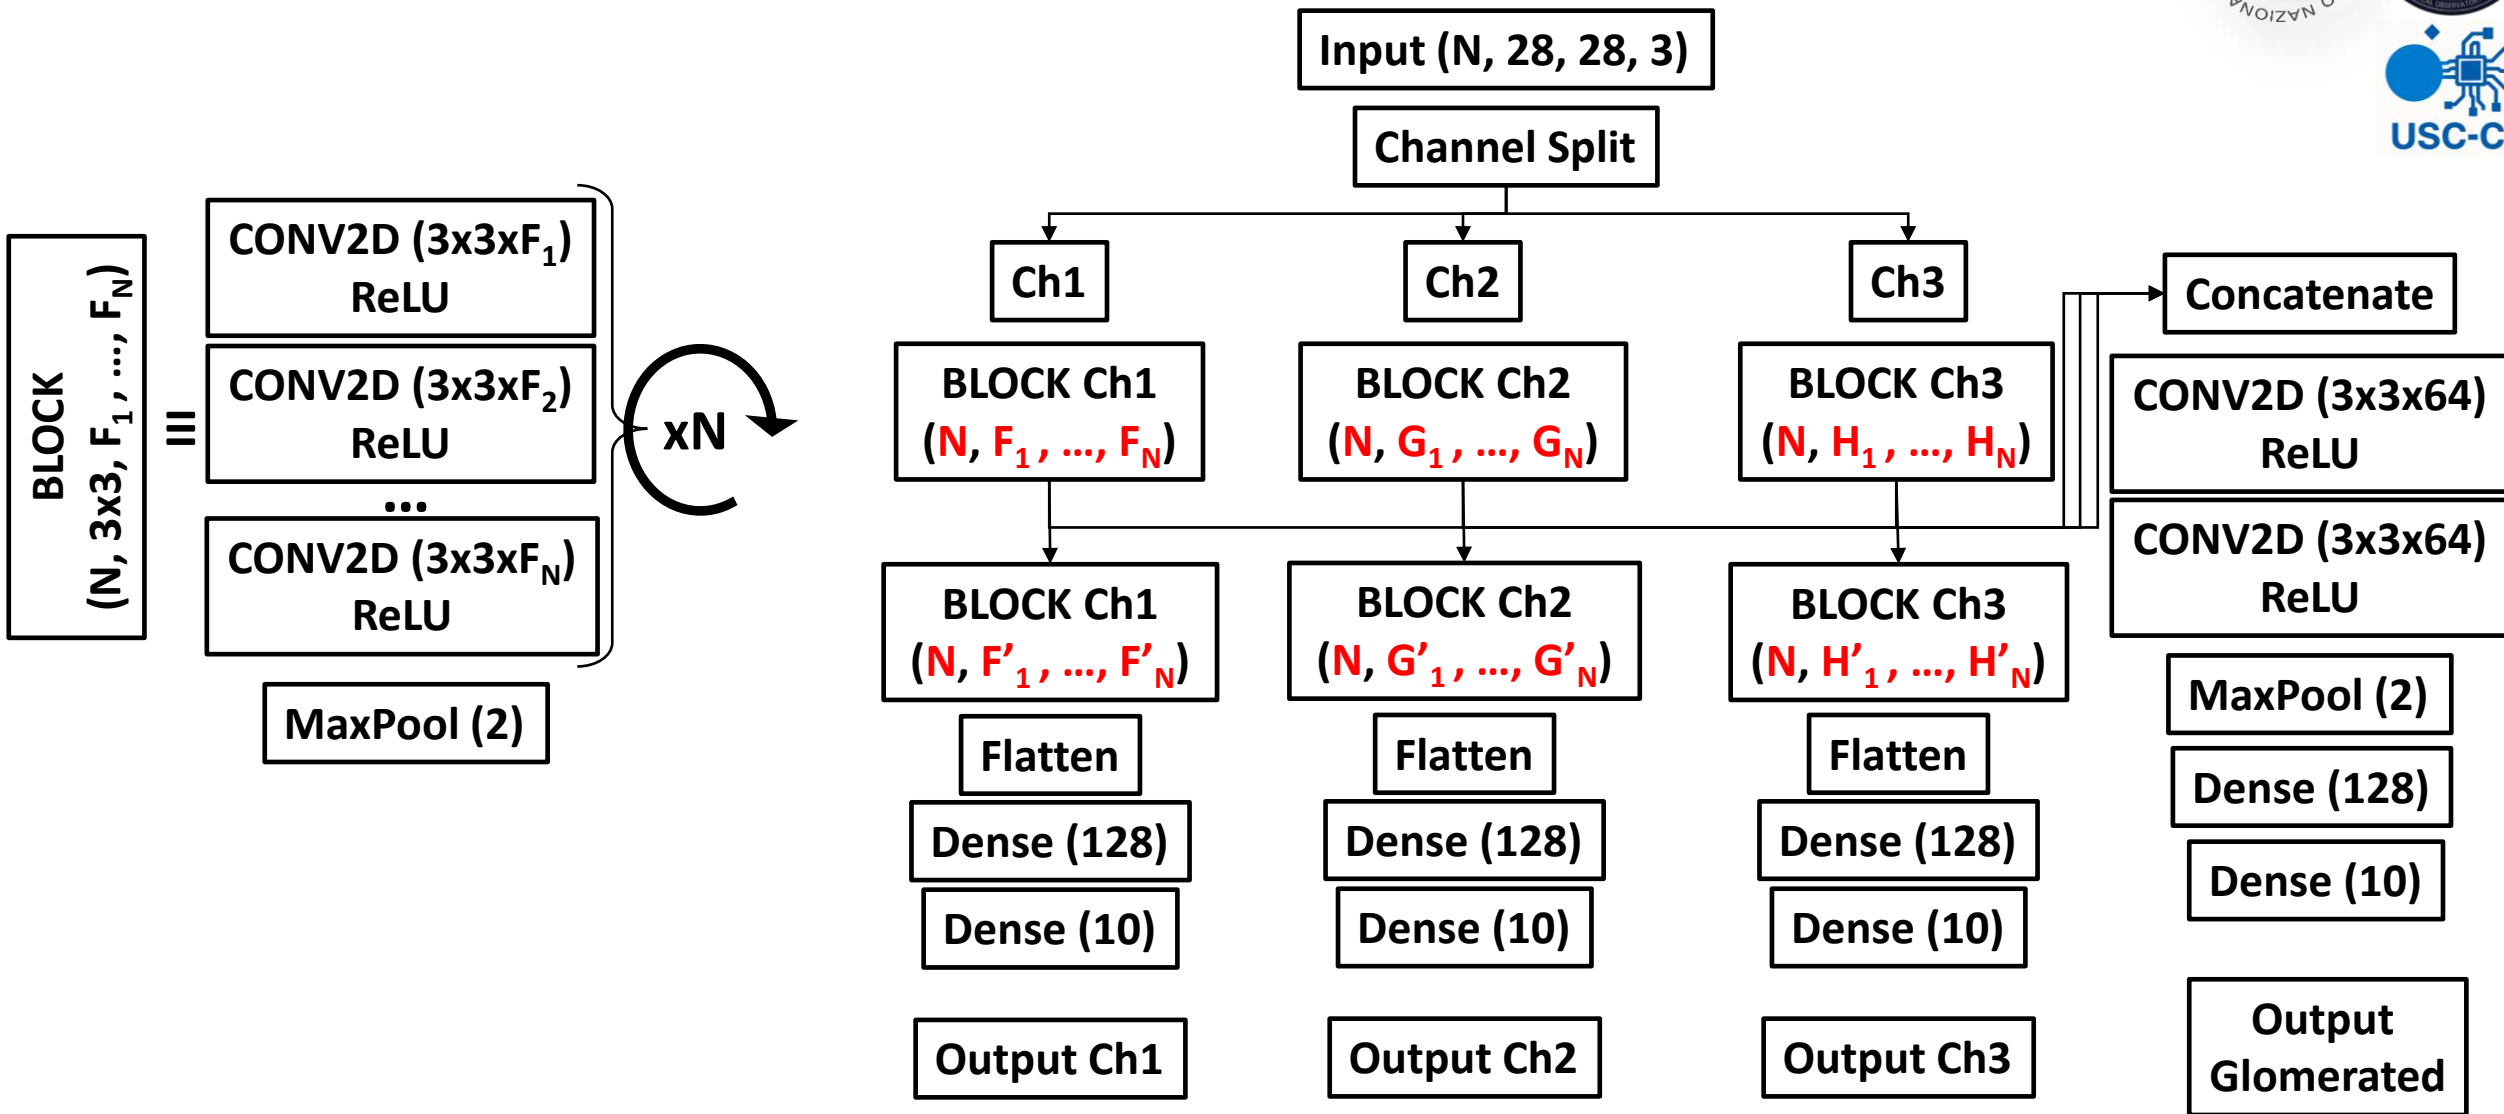 O NAZIONA
AL OBSERVATOR
USC-C
Input (N, 28, 28, 3)
Channel Split
BLOCK
(N, 3x3, F1 , …, FN)
≡
CONV2D (3x3xF1)
ReLU
CONV2D (3x3xF2)
ReLU
…
CONV2D (3x3xFN)
ReLU
MaxPool (2)
xN
Ch1
BLOCK Ch1
(N, F1 , …, FN)
BLOCK Ch1
(N, F’1 , …, F’N)
Flatten
Dense (128)
Dense (10)
Output Ch1
Ch2
BLOCK Ch2
(N, G1 , …, GN)
BLOCK Ch2
(N, G’1 , …, G’N)
Flatten
Dense (128)
Dense (10)
Output Ch2
Ch3
BLOCK Ch3
(N, H1 , …, HN)
BLOCK Ch3
(N, H’1 , …, H’N)
Flatten
Dense (128)
Dense (10)
Output Ch3
Concatenate
CONV2D (3x3x64)
ReLU
CONV2D (3x3x64)
ReLU
MaxPool (2)
Dense (128)
Dense (10)
Output
Glomerated